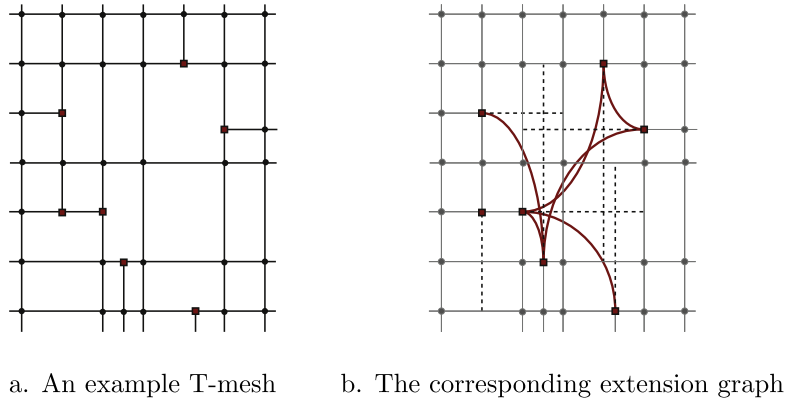 a. An example T-mesh
b. The corresponding extension graph